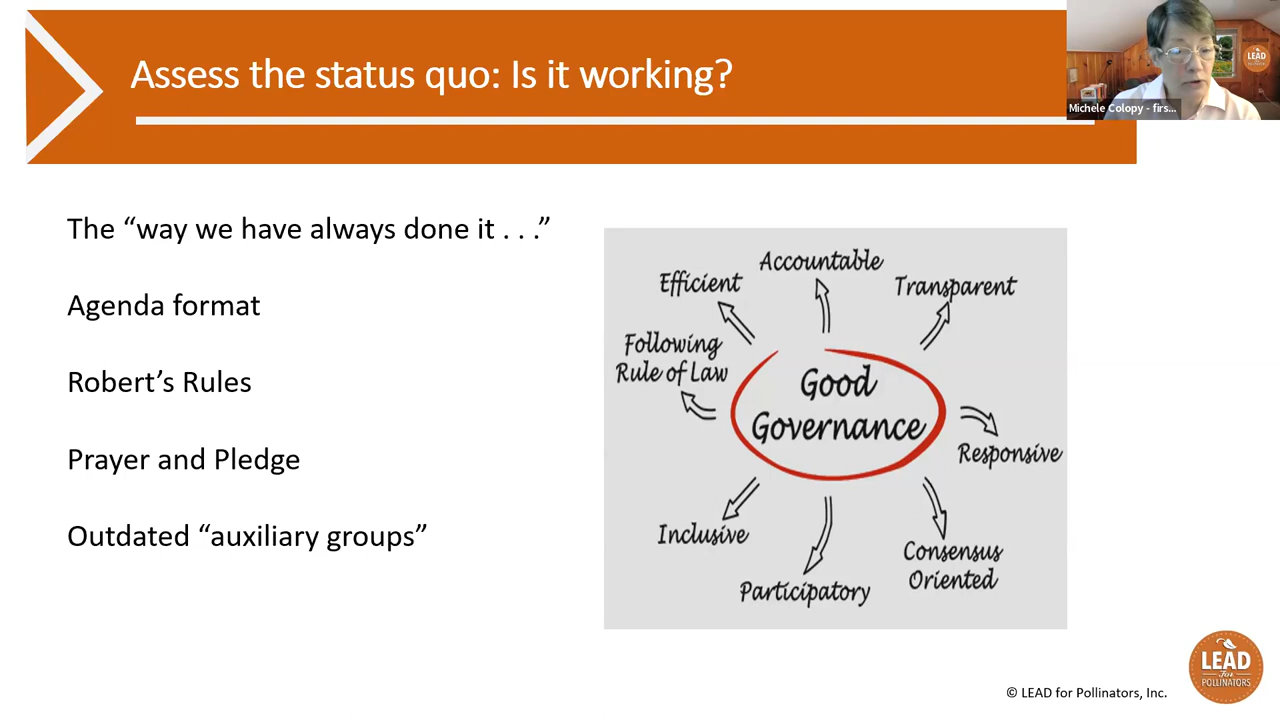 Assess the status quo: Is it working?
LEAD
Michele Colopy - firs...
The “way we have always done it . . .”
Agenda format
Robert’s Rules
Prayer and Pledge
Outdated “auxiliary groups”
Accountable
Efficient
Transparent
Following
Rule of Law
Good
Governance
Responsive
Inclusive
Consensus
Oriented
Participatory
LEAD
for
POLLINATORS
© LEAD for Pollinators, Inc.